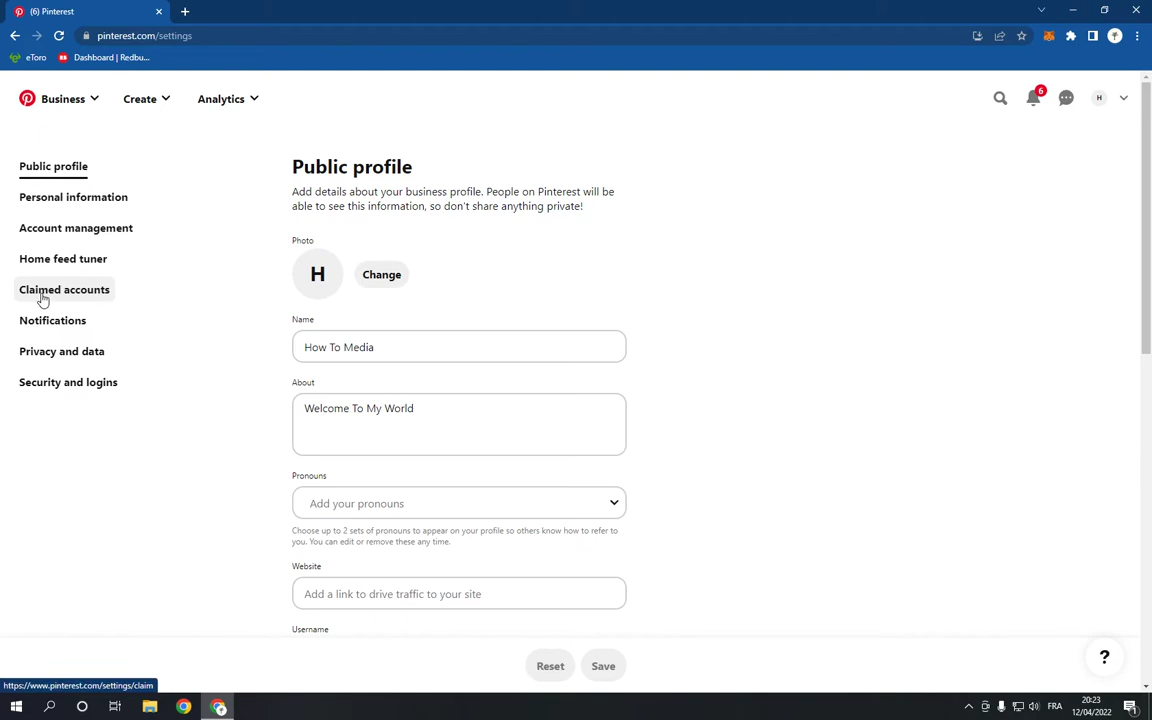 (6) Pinterest
pinterest.com/settings
eToro
Dashboard | Redbu...
Business
Create
Analytics
6
H
Public profile
Personal information
Account management
Home feed tuner
Claimed accounts
Notifications
Privacy and data
Security and logins
Public profile
Add details about your business profile. People on Pinterest will be
able to see this information, so don't share anything private!
Photo
H
Change
Name
How To Media
About
Welcome To My World
Pronouns
Add your pronouns
Choose up to 2 sets of pronouns to appear on your profile so others know how to refer to
you. You can edit or remove these any time.
Website
Add a link to drive traffic to your site
Username
Reset
Save
?
https://www.pinterest.com/settings/claim
FRA
20:23
12/04/2022
1